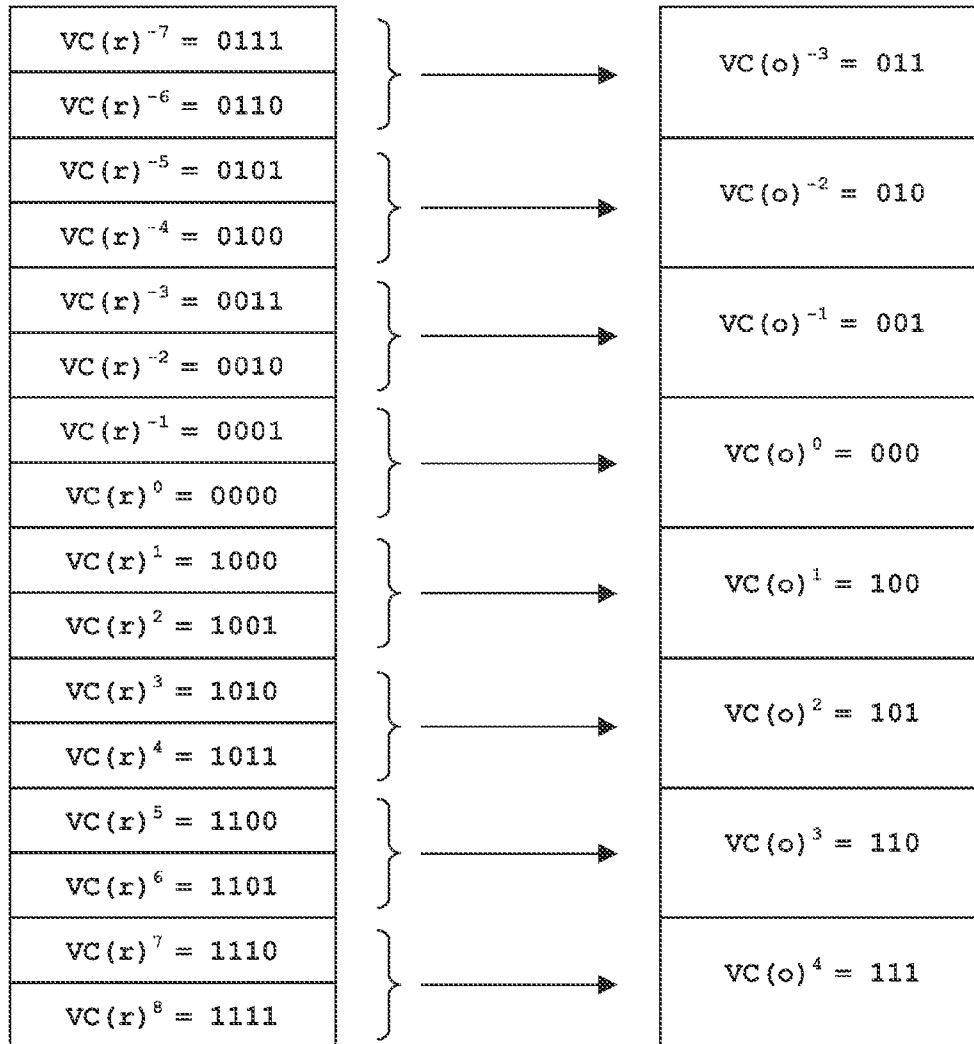 VC(r)⁻⁷ = 0111
VC(r)⁻⁶ = 0110
VC(o)⁻³ = 011
VC(r)⁻⁵ = 0101
VC(r)⁻⁴ = 0100
VC(o)⁻² = 010
VC(r)⁻³ = 0011
VC(r)⁻² = 0010
VC(o)⁻¹ = 001
VC(r)⁻¹ = 0001
VC(r)⁰ = 0000
VC(o)⁰ = 000
VC(r)¹ = 1000
VC(r)² = 1001
VC(o)¹ = 100
VC(r)³ = 1010
VC(r)⁴ = 1011
VC(o)² = 101
VC(r)⁵ = 1100
VC(r)⁶ = 1101
VC(o)³ = 110
VC(r)⁷ = 1110
VC(r)⁸ = 1111
VC(o)⁴ = 111